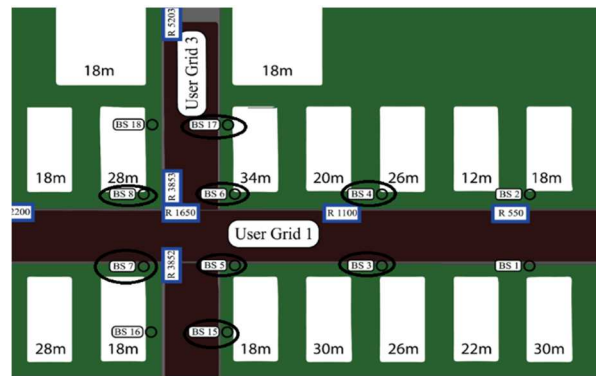 R 5203
User Grid 3
18m
18m
BS 18
BS 17
18m
28m
34m
20m
26m
12m
18m
BS 8
R 3853
BS 6
BS 4
BS 2
2200
R 1650
R 1100
R 550
User Grid 1
BS 7
R 3852
BS 5
BS 3
BS 1
BS 16
BS 15
28m
18m
18m
30m
26m
22m
30m